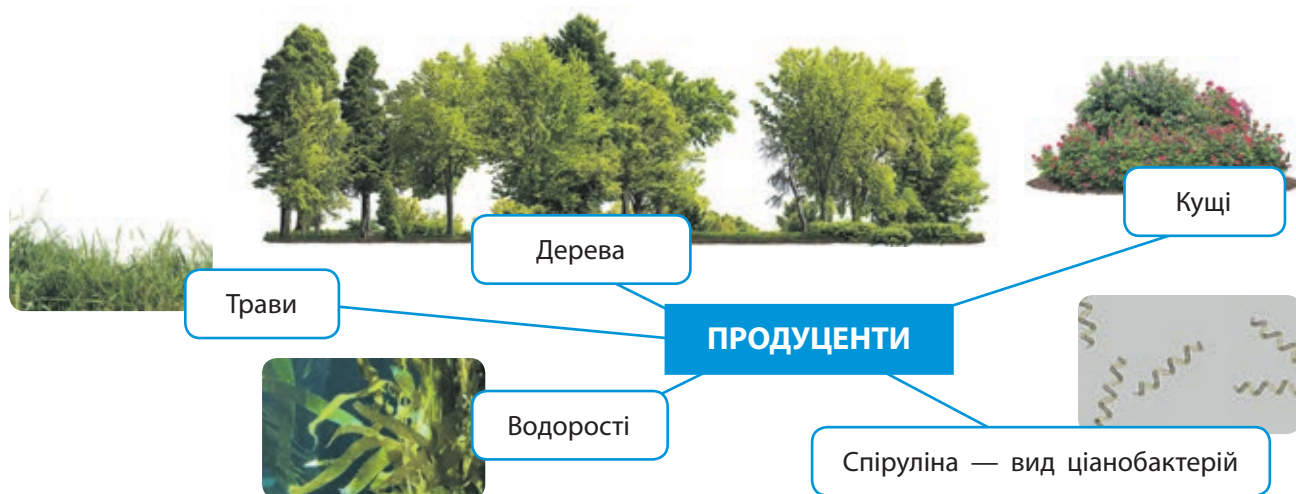 Кущі
Дерева
Трави
ПРОДУЦЕНТИ
Водорості
Спіруліна — вид ціанобактерій